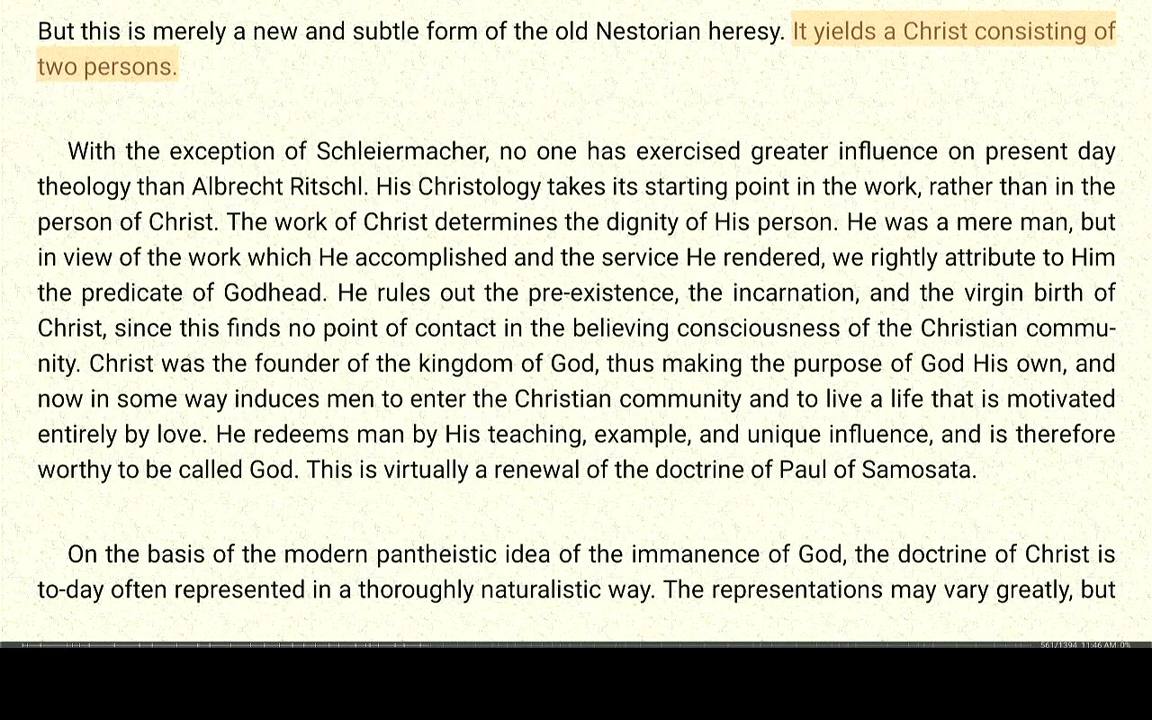 But this is merely a new and subtle form of the old Nestorian heresy. It yields a Christ consisting of
two persons.
With the exception of Schleiermacher, no one has exercised greater influence on present day
theology than Albrecht Ritschl. His Christology takes its starting point in the work, rather than in the
person of Christ. The work of Christ determines the dignity of His person. He was a mere man, but
in view of the work which He accomplished and the service He rendered, we rightly attribute to Him
the predicate of Godhead. He rules out the pre-existence, the incarnation, and the virgin birth of
Christ, since this finds no point of contact in the believing consciousness of the Christian commu-
nity. Christ was the founder of the kingdom of God, thus making the purpose of God His own, and
now in some way induces men to enter the Christian community and to live a life that is motivated
entirely by love. He redeems man by His teaching, example, and unique influence, and is therefore
worthy to be called God. This is virtually a renewal of the doctrine of Paul of Samosata.
On the basis of the modern pantheistic idea of the immanence of God, the doctrine of Christ is
to-day often represented in a thoroughly naturalistic way. The representations may vary greatly, but
561/1394 11:46 AM 0%